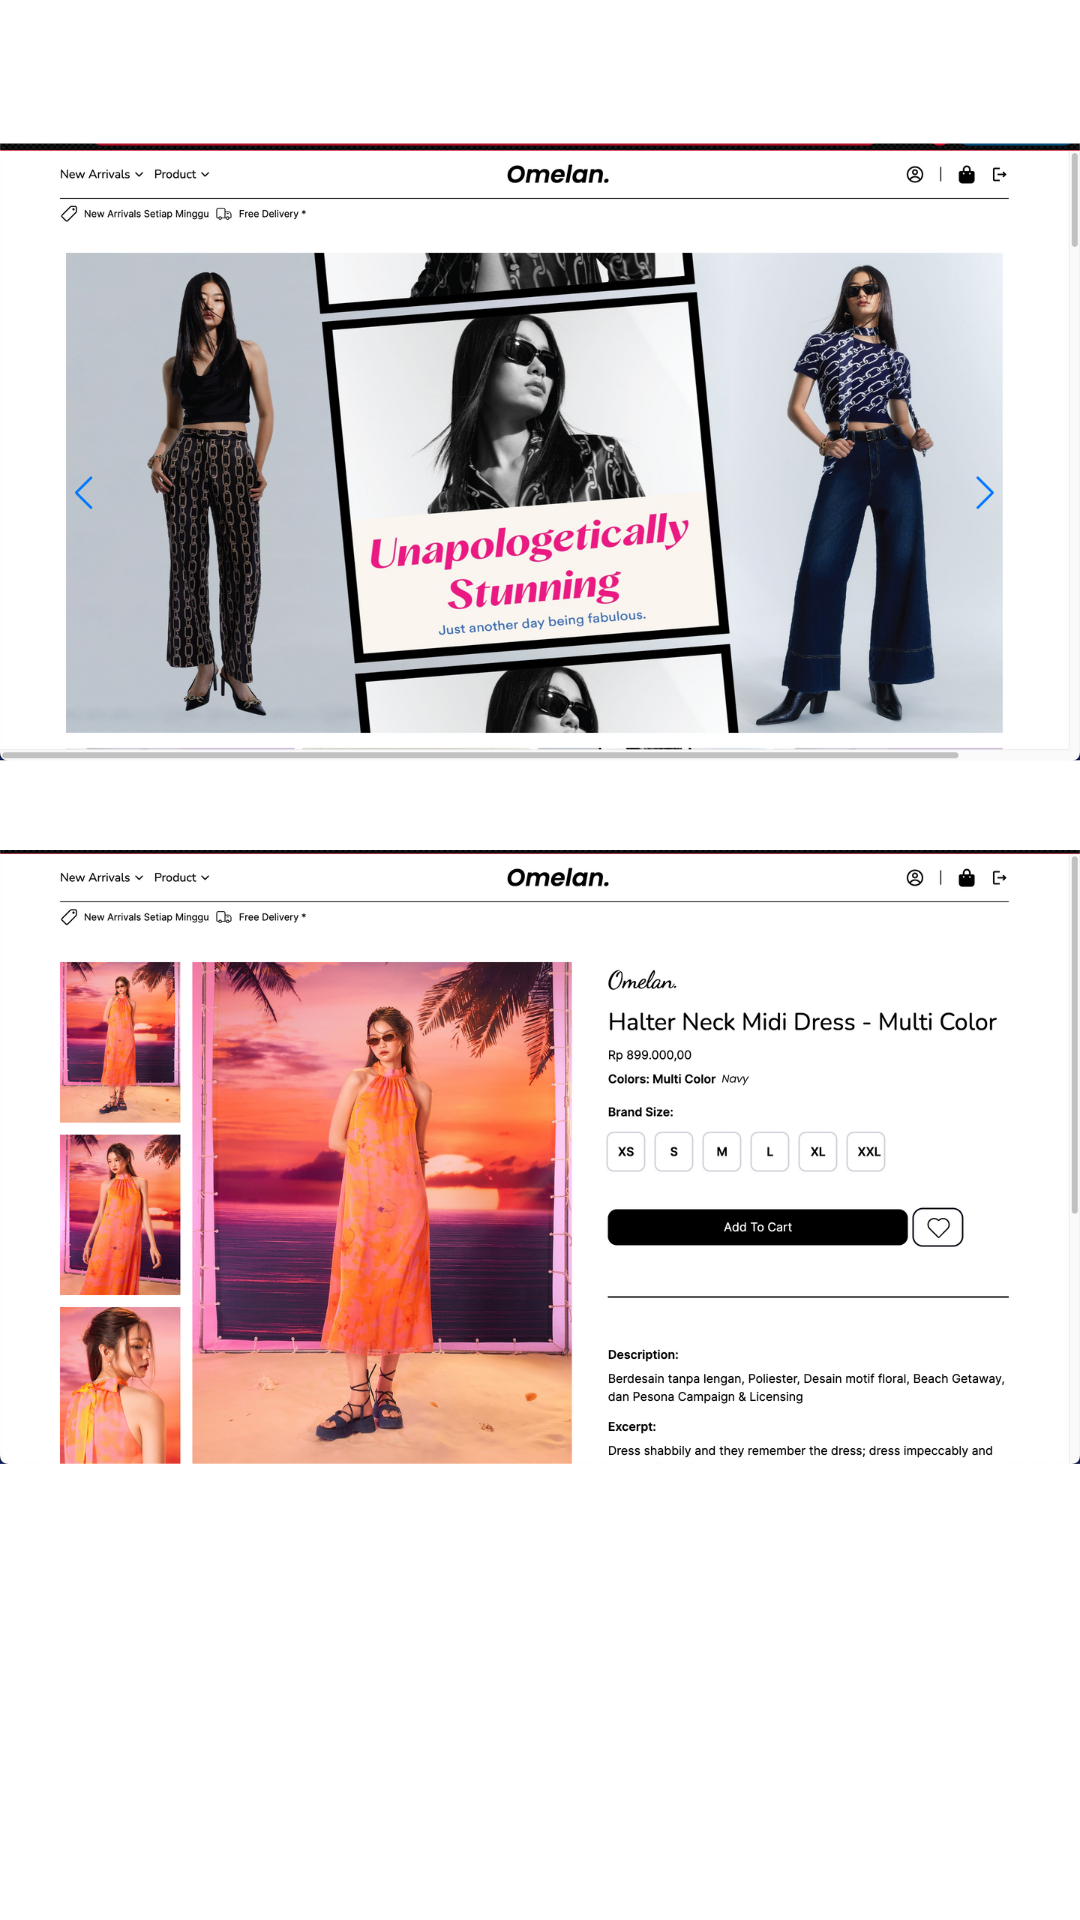 New Arrivals Product Omelan.
New Arrivals Setiap Minggu Free Delivery *
Unapologetically
Stunning
Just another day being fabulous.
New Arrivals Product Omelan.
New Arrivals Setiap Minggu Free Delivery *
Omelan.
Halter Neck Midi Dress - Multi Color
Rp 899.000,00
Colors: Multi Color Navy
Brand Size:
XS S M L XL XXL
Add To Cart
Description:
Berdesain tanpa lengan, Poliester, Desain motif floral, Beach Getaway,
dan Pesona Campaign & Licensing
Excerpt:
Dress shabbily and they remember the dress; dress impeccably and